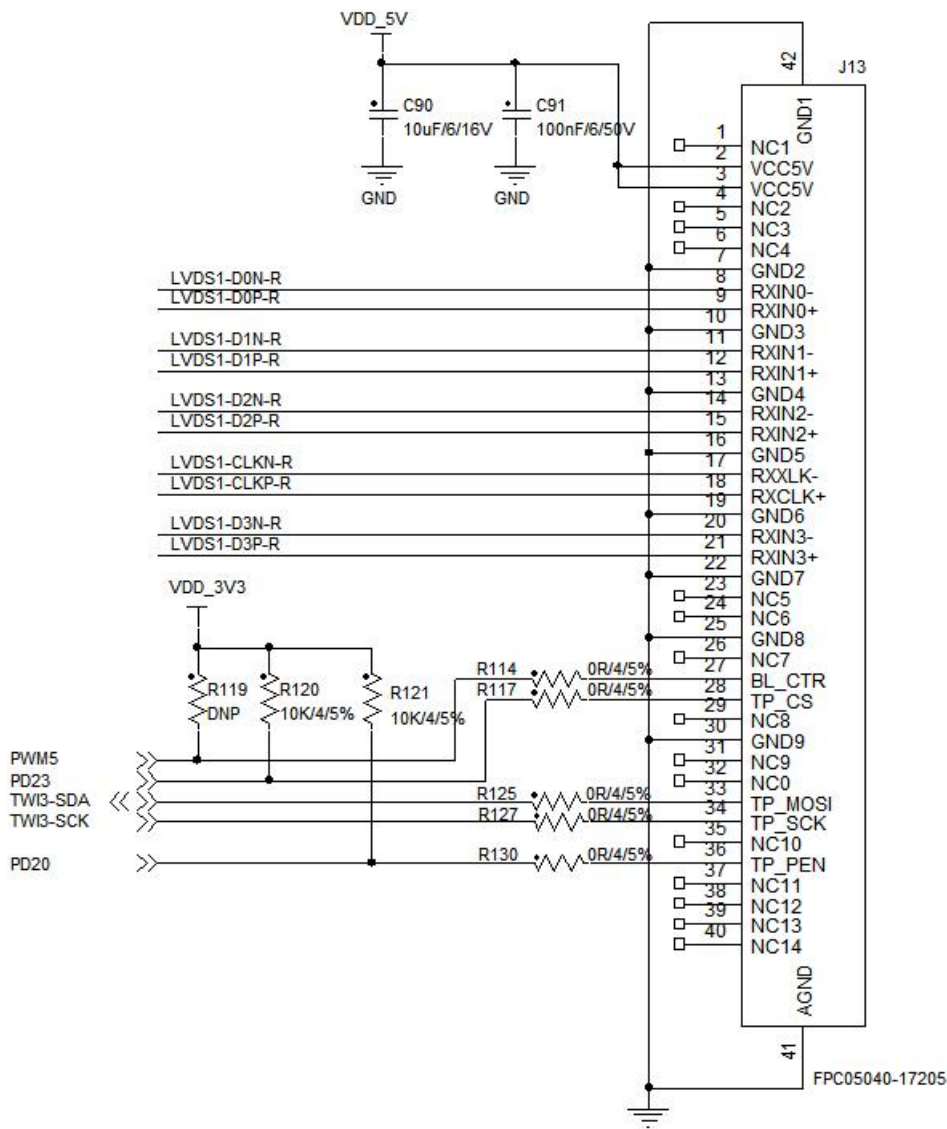 VDD_5V
42
J13
C90
10uF/6/16V
C91
100nF/6/50V
GND
GND
GND1
1 NC1
2 VCC5V
3 VCC5V
4 NC2
5 NC3
6 NC4
7 GND2
LVDS1-D0N-R 8 RXIN0-
LVDS1-D0P-R 9 RXIN0+
10 GND3
LVDS1-D1N-R 11 RXIN1-
LVDS1-D1P-R 12 RXIN1+
13 GND4
LVDS1-D2N-R 14 RXIN2-
LVDS1-D2P-R 15 RXIN2+
16 GND5
LVDS1-CLKN-R 17 RXXLK-
LVDS1-CLKP-R 18 RXCLK+
19 GND6
LVDS1-D3N-R 20 RXIN3-
LVDS1-D3P-R 21 RXIN3+
22 GND7
VDD_3V3
23 NC5
24 NC6
25 GND8
26 NC7
R114 0R/4/5% 27 BL_CTR
R117 0R/4/5% 28 TP_CS
R119
DNP
R120
10K/4/5%
R121
10K/4/5%
29 NC8
30 GND9
PWM5 31 NC9
PD23 32 NC0
TWI3-SDA R125 0R/4/5% 33 TP_MOSI
TWI3-SCK R127 0R/4/5% 34 TP_SCK
35 NC10
PD20 R130 0R/4/5% 36 TP_PEN
37 NC11
38 NC12
39 NC13
40 NC14
AGND
41
FPC05040-17205